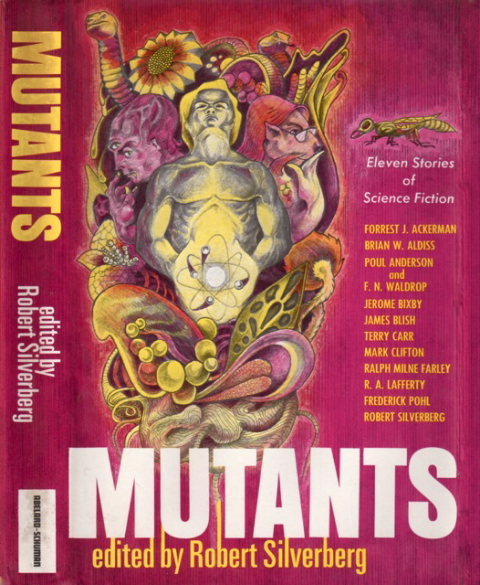 MUTANTS
edited by
Robert Silverberg
ABELARD-SCHUMAN
Eleven Stories
of
Science Fiction
FORREST J. ACKERMAN
BRIAN W. ALDISS
POUL ANDERSON
and
F. N. WALDROP
JEROME BIXBY
JAMES BLISH
TERRY CARR
MARK CLIFTON
RALPH MILNE FARLEY
R. A. LAFFERTY
FREDERICK POHL
ROBERT SILVERBERG
MUTANTS
edited by Robert Silverberg